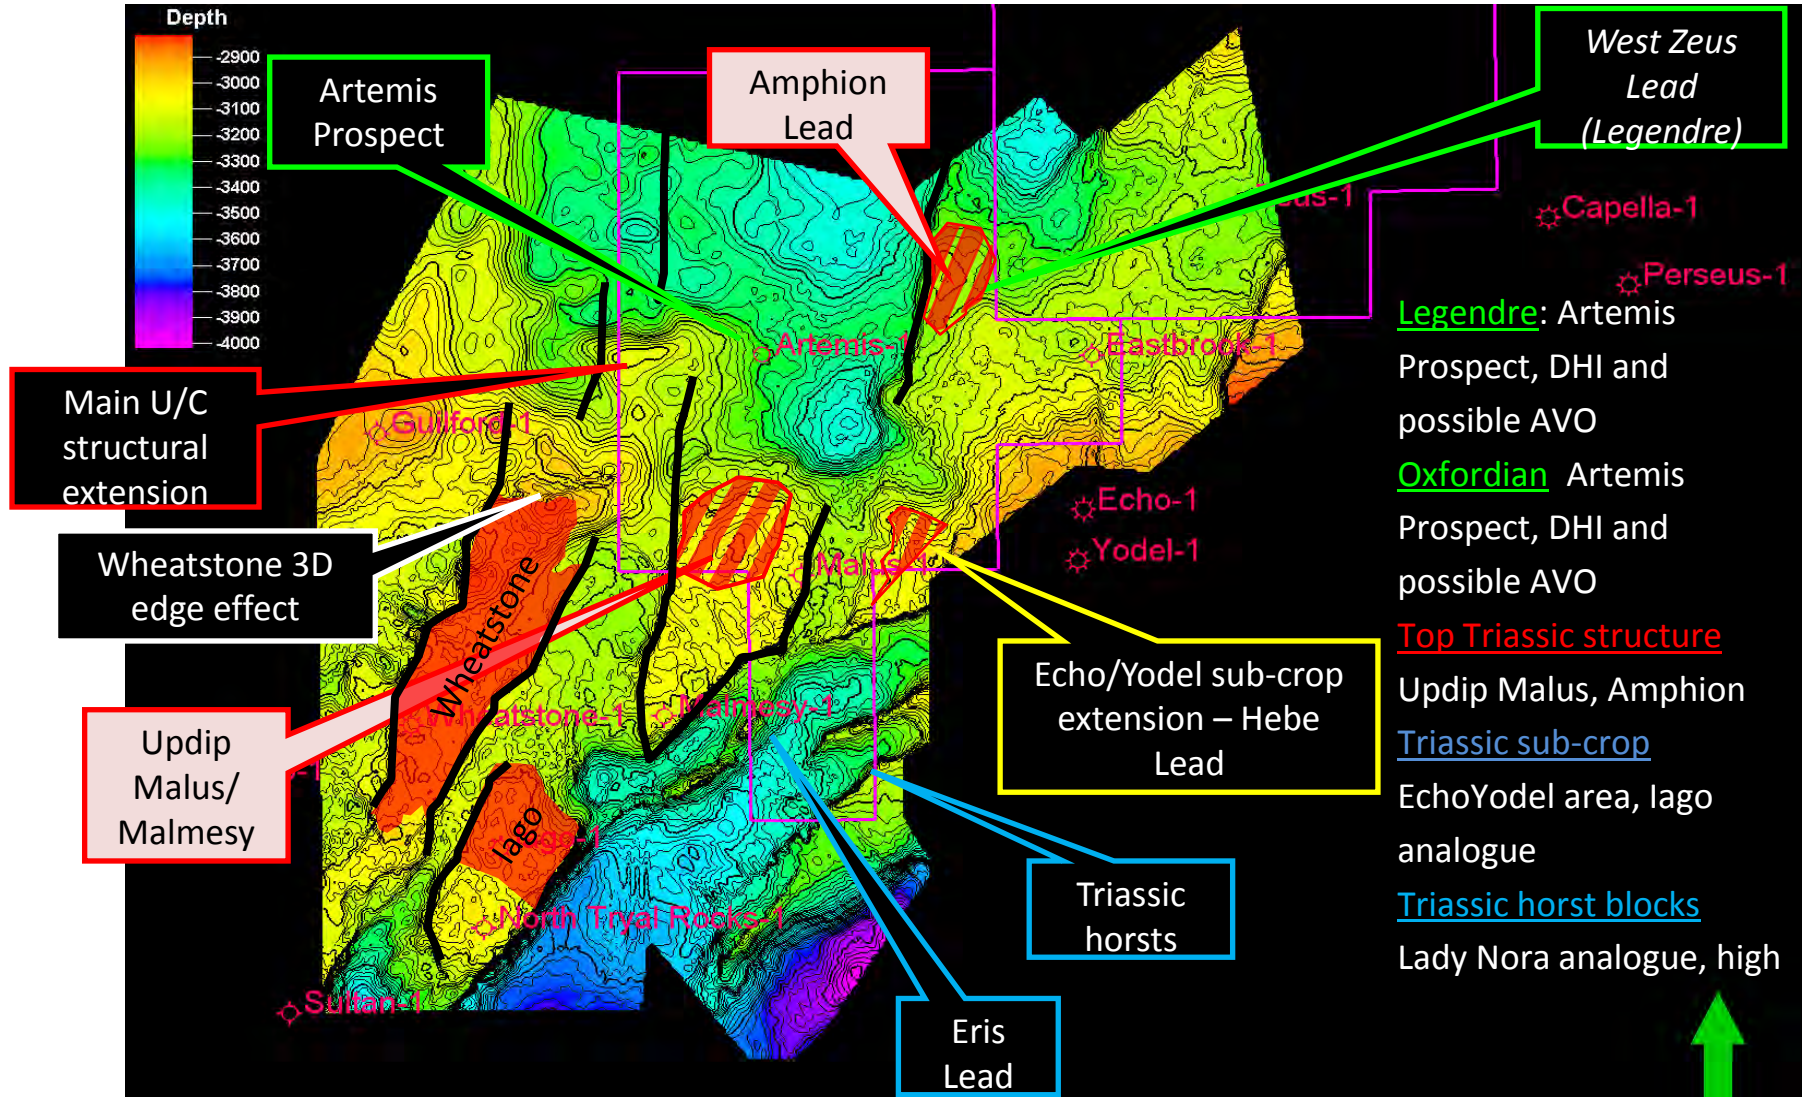 Depth
-2900
-3000
-3100
-3200
-3300
-3400
-3500
-3600
-3700
-3800
-3900
-4000
Artemis
Prospect
Amphion
Lead
West Zeus
Lead
(Legendre)
Capella-1
Perseus-1
Artemis-1
Eastbrook-1
Main U/C
structural
extension
Guilford-1
Echo-1
Yodel-1
Malus-1
Wheatstone 3D
edge effect
Wheatstone
Wheatstone-1
Malmesy-1
Updip
Malus/
Malmesy
Iago
North Tryal Rocks-1
Sultan-1
Echo/Yodel sub-crop
extension – Hebe
Lead
Triassic
horsts
Eris
Lead
Legendre: Artemis
Prospect, DHI and
possible AVO
Oxfordian Artemis
Prospect, DHI and
possible AVO
Top Triassic structure
Updip Malus, Amphion
Triassic sub-crop
EchoYodel area, Iago
analogue
Triassic horst blocks
Lady Nora analogue, high